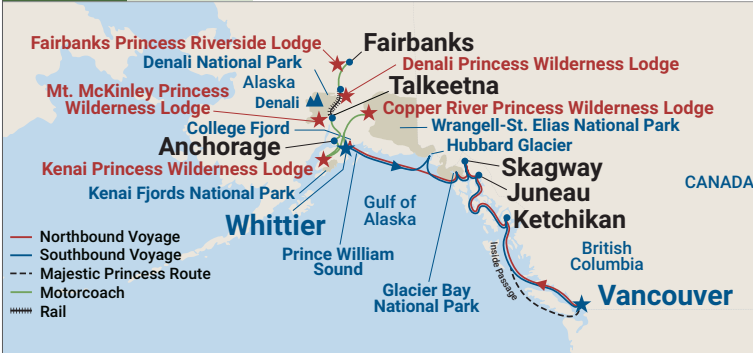 Fairbanks Princess Riverside Lodge
Fairbanks
Denali National Park
Denali Princess Wilderness Lodge
Alaska
Talkeetna
Mt. McKinley Princess
Wilderness Lodge
Denali
Copper River Princess Wilderness Lodge
College Fjord
Wrangell-St. Elias National Park
Anchorage
Hubbard Glacier
Kenai Princess Wilderness Lodge
Skagway
CANADA
Kenai Fjords National Park
Juneau
Gulf of
Alaska
Whittier
Ketchikan
Prince William
Sound
Glacier Bay
National Park
Inside Passage
British
Columbia
Vancouver
Northbound Voyage
Southbound Voyage
Majestic Princess Route
Motorcoach
Rail